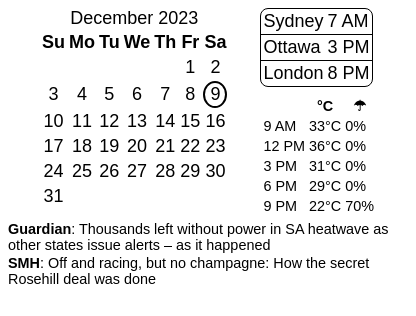 December 2023
Su Mo Tu We Th Fr Sa
1 2
3 4 5 6 7 8 9
10 11 12 13 14 15 16
17 18 19 20 21 22 23
24 25 26 27 28 29 30
31
Sydney 7 AM
Ottawa 3 PM
London 8 PM
°C ☂
9 AM 33°C 0%
12 PM 36°C 0%
3 PM 31°C 0%
6 PM 29°C 0%
9 PM 22°C 70%
Guardian: Thousands left without power in SA heatwave as
other states issue alerts – as it happened
SMH: Off and racing, but no champagne: How the secret
Rosehill deal was done